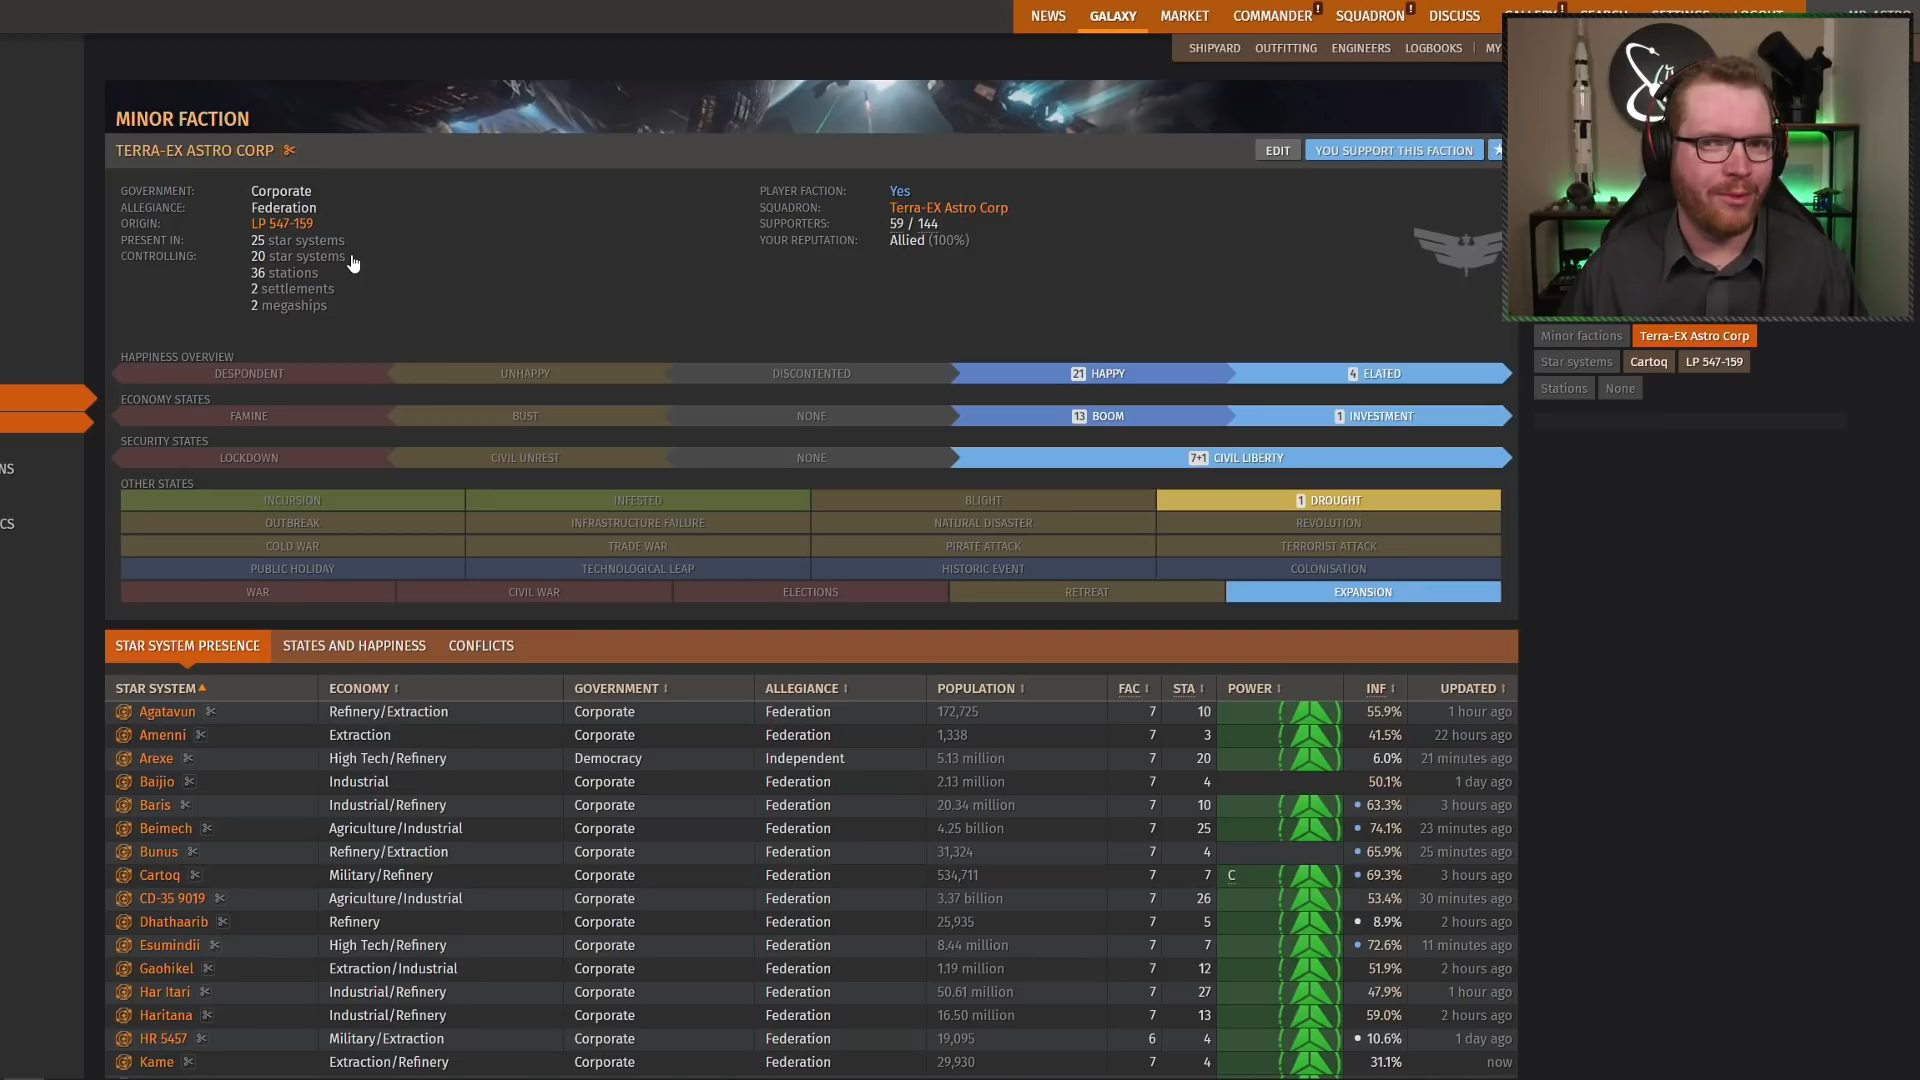 NEWS GALAXY MARKET COMMANDER ! SQUADRON ! DISCUSS GALLERY ! SEARCH SETTINGS LOGOUT
SHIPYARD OUTFITTING ENGINEERS LOGBOOKS MY
MINOR FACTION
TERRA-EX ASTRO CORP EDIT YOU SUPPORT THIS FACTION
GOVERNMENT: Corporate PLAYER FACTION: Yes
ALLEGIANCE: Federation SQUADRON: Terra-EX Astro Corp
ORIGIN: LP 547-159 SUPPORTERS: 59 / 144
PRESENT IN: 25 star systems YOUR REPUTATION: Allied (100%)
CONTROLLING: 20 star systems
36 stations
2 settlements
2 megaships
Minor factions Terra-EX Astro Corp
Star systems Cartoq LP 547-159
Stations None
NS
CS
HAPPINESS OVERVIEW
DESPONDENT UNHAPPY DISCONTENTED 21 HAPPY 4 ELATED
ECONOMY STATES
FAMINE BUST NONE 13 BOOM 1 INVESTMENT
SECURITY STATES
LOCKDOWN CIVIL UNREST NONE 7+1 CIVIL LIBERTY
OTHER STATES
INCURSION INFESTED BLIGHT 1 DROUGHT
OUTBREAK INFRASTRUCTURE FAILURE NATURAL DISASTER REVOLUTION
COLD WAR TRADE WAR PIRATE ATTACK TERRORIST ATTACK
PUBLIC HOLIDAY TECHNOLOGICAL LEAP HISTORIC EVENT COLONISATION
WAR CIVIL WAR ELECTIONS RETREAT EXPANSION
STAR SYSTEM PRESENCE STATES AND HAPPINESS CONFLICTS
STAR SYSTEM ECONOMY GOVERNMENT ALLEGIANCE POPULATION FAC STA POWER INF UPDATED
Agatavun Refinery/Extraction Corporate Federation 172,725 7 10 55.9% 1 hour ago
Amenni Extraction Corporate Federation 1,338 7 3 41.5% 22 hours ago
Arexe High Tech/Refinery Democracy Independent 5.13 million 7 20 6.0% 21 minutes ago
Baijio Industrial Corporate Federation 2.13 million 7 4 50.1% 1 day ago
Baris Industrial/Refinery Corporate Federation 20.34 million 7 10 63.3% 3 hours ago
Beimech Agriculture/Industrial Corporate Federation 4.25 billion 7 25 74.1% 23 minutes ago
Bunus Refinery/Extraction Corporate Federation 31,324 7 4 65.9% 25 minutes ago
Cartoq Military/Refinery Corporate Federation 534,711 7 7 C 69.3% 3 hours ago
CD-35 9019 Agriculture/Industrial Corporate Federation 3.37 billion 7 26 53.4% 30 minutes ago
Dhathaarib Refinery Corporate Federation 25,935 7 5 8.9% 2 hours ago
Esumindii High Tech/Refinery Corporate Federation 8.44 million 7 7 72.6% 11 minutes ago
Gaohikel Extraction/Industrial Corporate Federation 1.19 million 7 12 51.9% 2 hours ago
Har Itari Industrial/Refinery Corporate Federation 50.61 million 7 27 47.9% 1 hour ago
Haritana Industrial/Refinery Corporate Federation 16.50 million 7 13 59.0% 2 hours ago
HR 5457 Military/Extraction Corporate Federation 19,095 6 4 10.6% 1 day ago
Kame Extraction/Refinery Corporate Federation 29,930 7 4 31.1% now